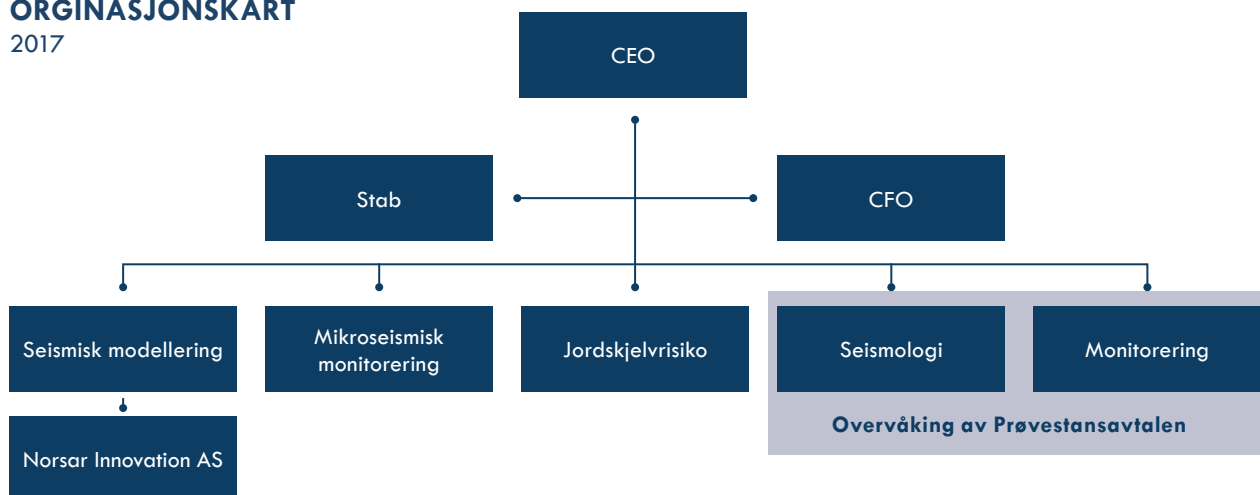 ORGINASJONSKART
2017
CEO
Stab
CFO
Seismisk modellering
Mikroseismisk
monitorering
Jordskjelvrisiko
Seismologi
Monitorering
Overvåking av Prøvestansavtalen
Norsar Innovation AS